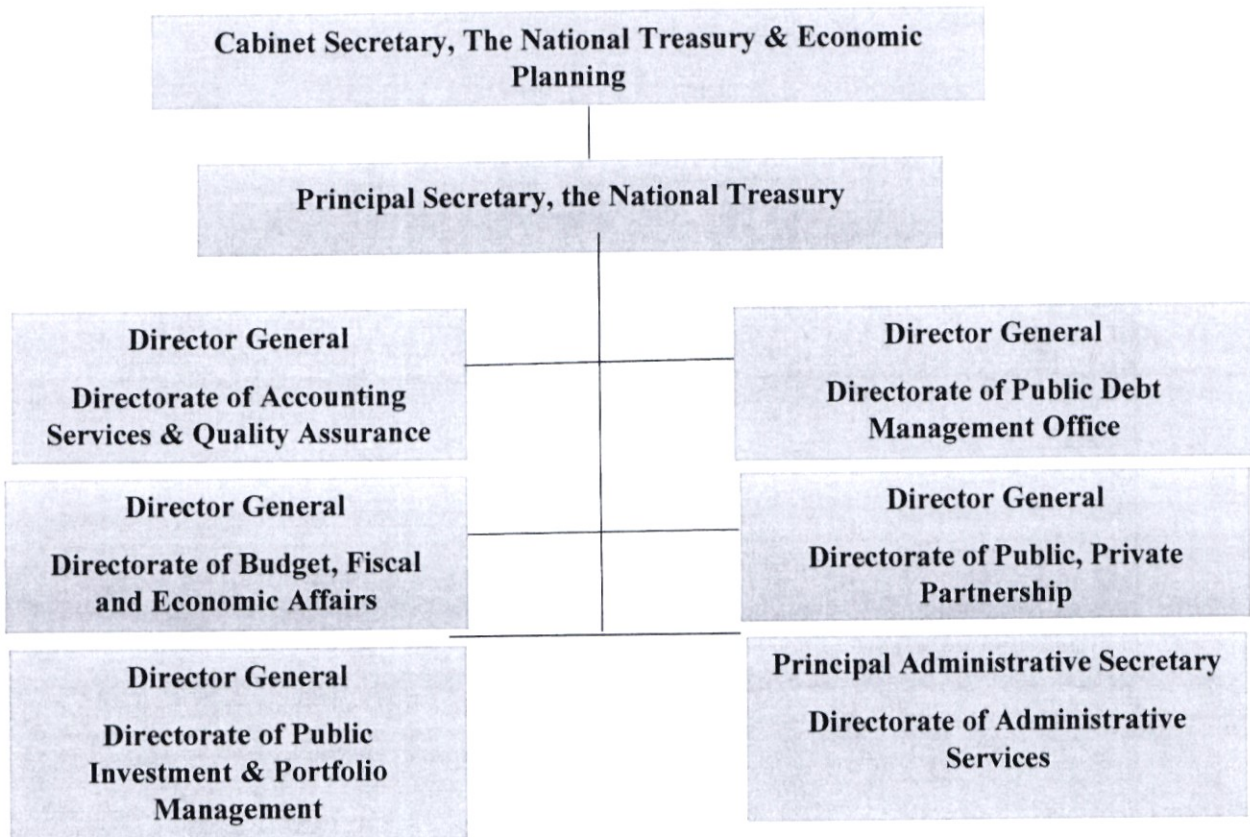 Cabinet Secretary, The National Treasury & Economic
Planning
Principal Secretary, the National Treasury
Director General
Directorate of Accounting
Services & Quality Assurance
Director General
Directorate of Public Debt
Management Office
Director General
Directorate of Budget, Fiscal
and Economic Affairs
Director General
Directorate of Public, Private
Partnership
Director General
Directorate of Public
Investment & Portfolio
Management
Principal Administrative Secretary
Directorate of Administrative
Services